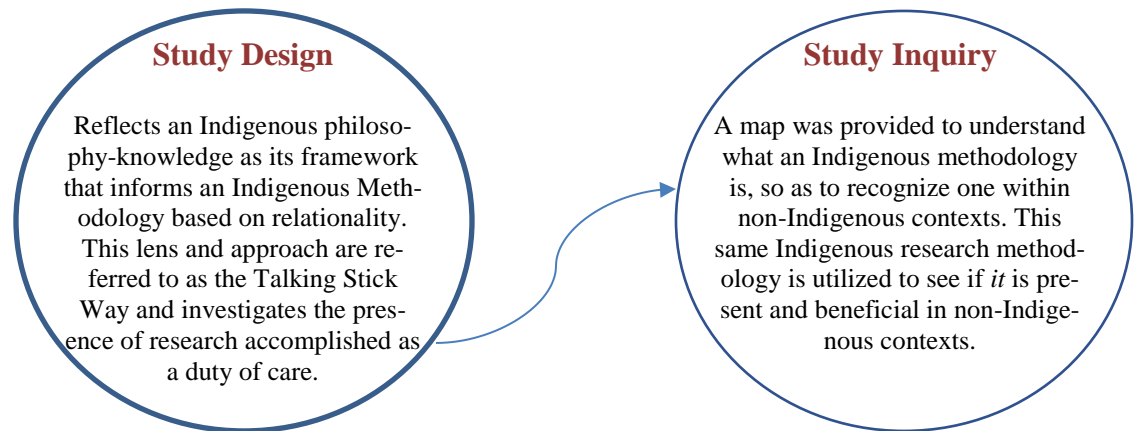 Study Design
Reflects an Indigenous philoso-
phy-knowledge as its framework
that informs an Indigenous Meth-
odology based on relationality.
This lens and approach are re-
ferred to as the Talking Stick
Way and investigates the pres-
ence of research accomplished as
a duty of care.
Study Inquiry
A map was provided to understand
what an Indigenous methodology
is, so as to recognize one within
non-Indigenous contexts. This
same Indigenous research method-
ology is utilized to see if it is pre-
sent and beneficial in non-Indige-
nous contexts.